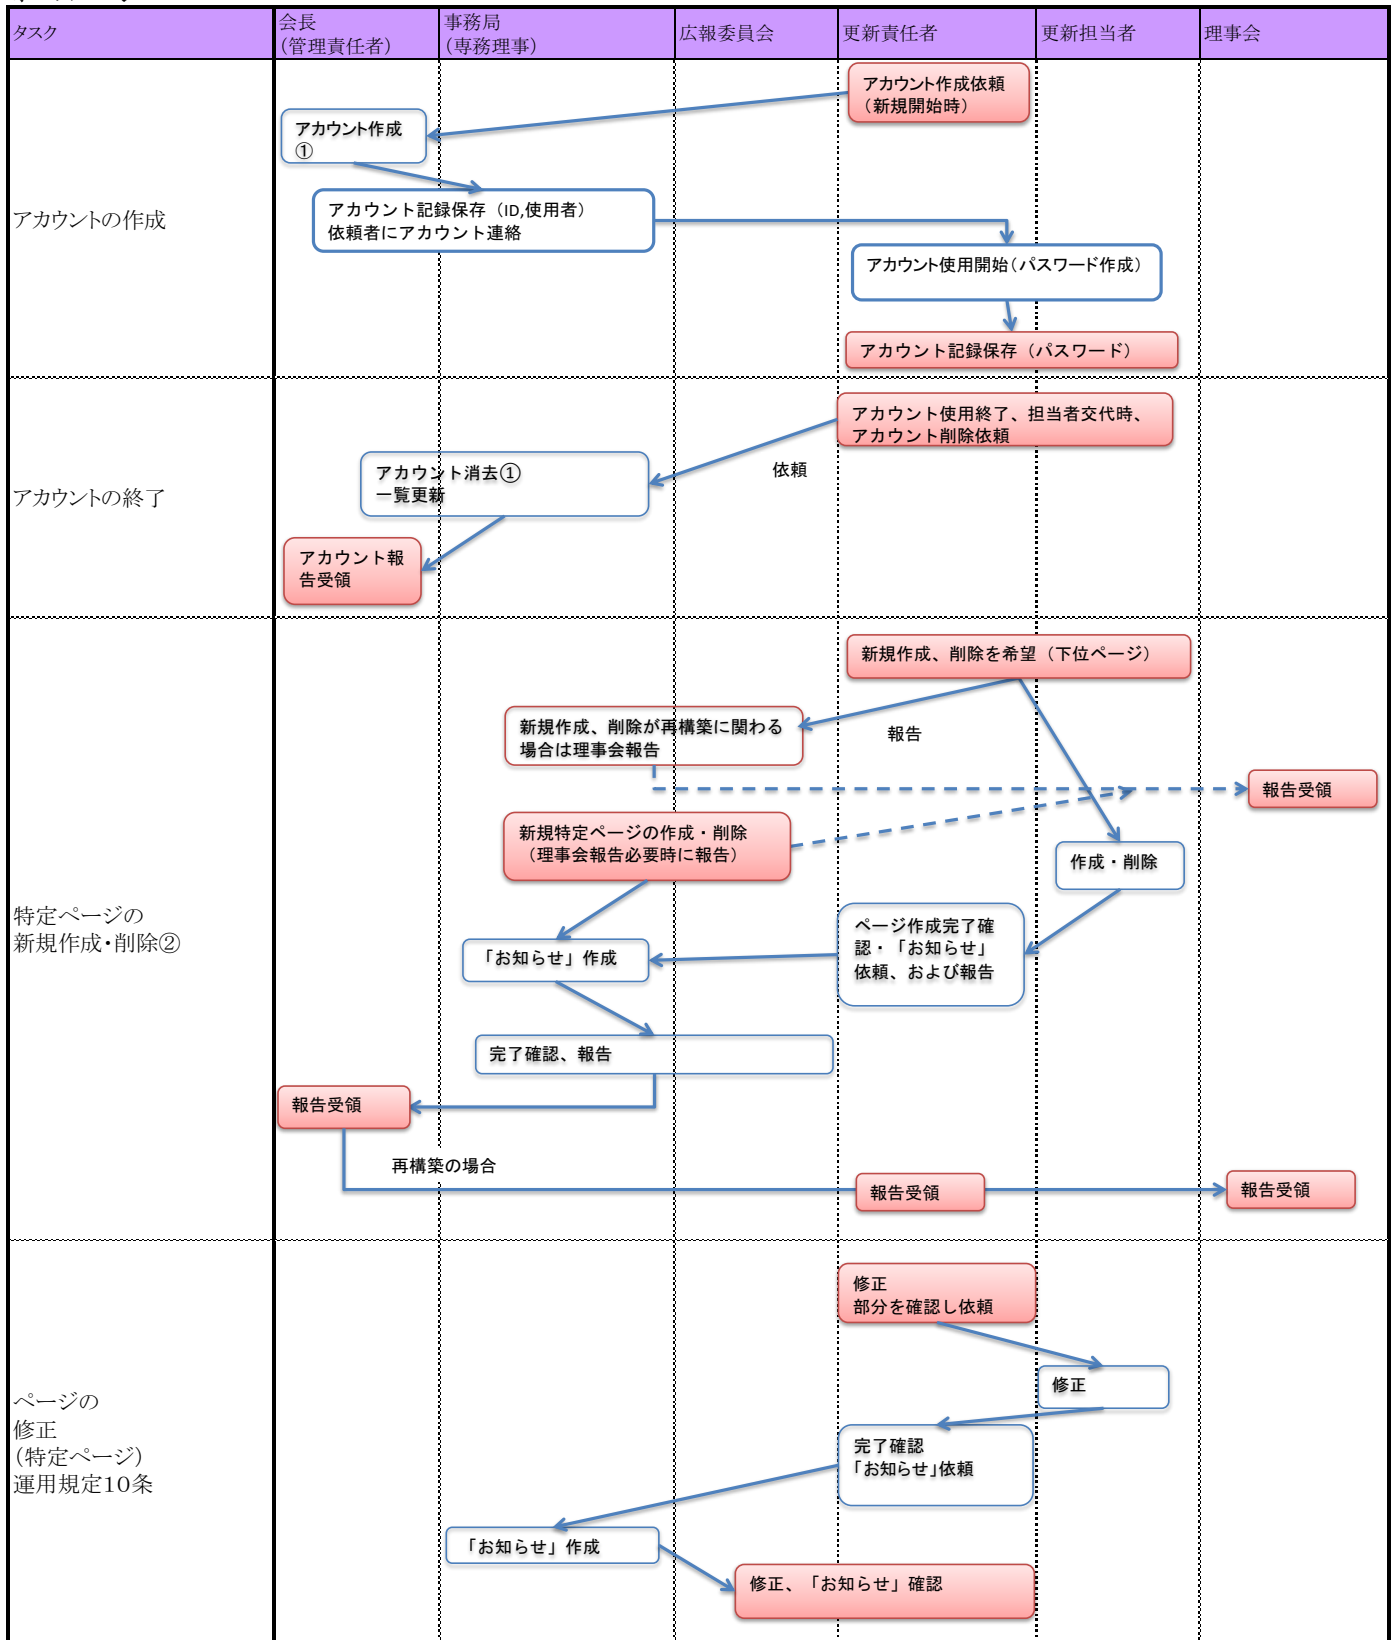 タスク
会長
（管理責任者）
事務局
（専務理事）
広報委員会
更新責任者
更新担当者
理事会
アカウントの作成
アカウント作成依頼
（新規開始時）
アカウント作成
①
アカウント記録保存（ID,使用者）
依頼者にアカウント連絡
アカウント使用開始（パスワード作成）
アカウント記録保存（パスワード）
アカウントの終了
アカウント使用終了、担当者交代時、
アカウント削除依頼
依頼
アカウント消去①
一覧更新
アカウント報
告受領
特定ページの
新規作成・削除②
新規作成、削除を希望（下位ページ）
新規作成、削除が再構築に関わる
場合は理事会報告
報告
報告受領
新規特定ページの作成・削除
（理事会報告必要時に報告）
作成・削除
ページ作成完了確
認・「お知らせ」
依頼、および報告
「お知らせ」作成
完了確認、報告
報告受領
再構築の場合
報告受領
報告受領
ページの
修正
（特定ページ）
運用規定10条
修正
部分を確認し依頼
修正
完了確認
「お知らせ」依頼
「お知らせ」作成
修正、「お知らせ」確認